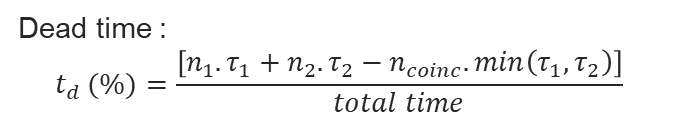 Dead time :
t_d (%) = [n_1.τ_1 + n_2.τ_2 − n_coinc.min(τ_1,τ_2)]
total time